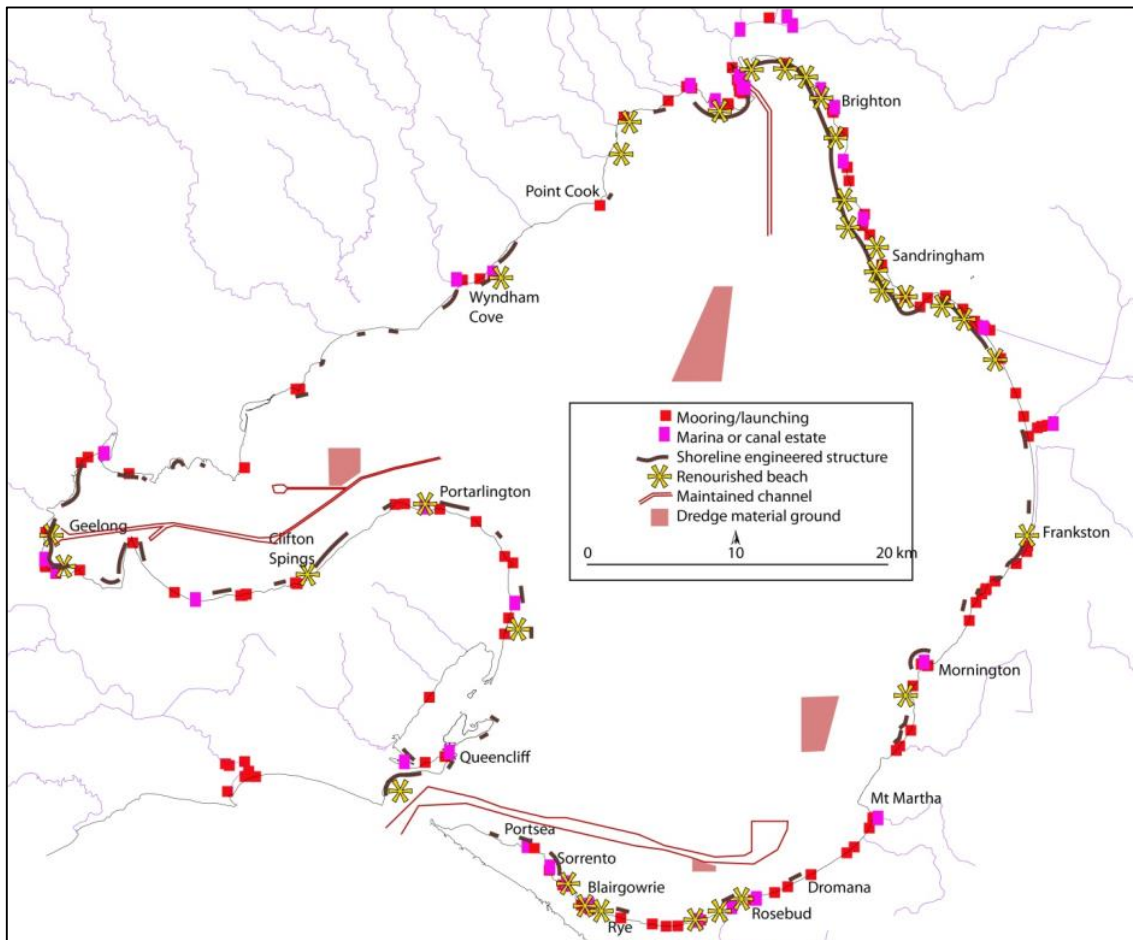 Brighton
Point Cook
Sandringham
Wyndham
Cove
Mooring/launching
Marina or canal estate
Shoreline engineered structure
Renourished beach
Maintained channel
Dredge material ground
0 10 20 km
Portarlington
Geelong
Clifton
Spings
Frankston
Mornington
Queencliff
Mt Martha
Portsea
Sorrento
Blairgowrie
Dromana
Rosebud
Rye